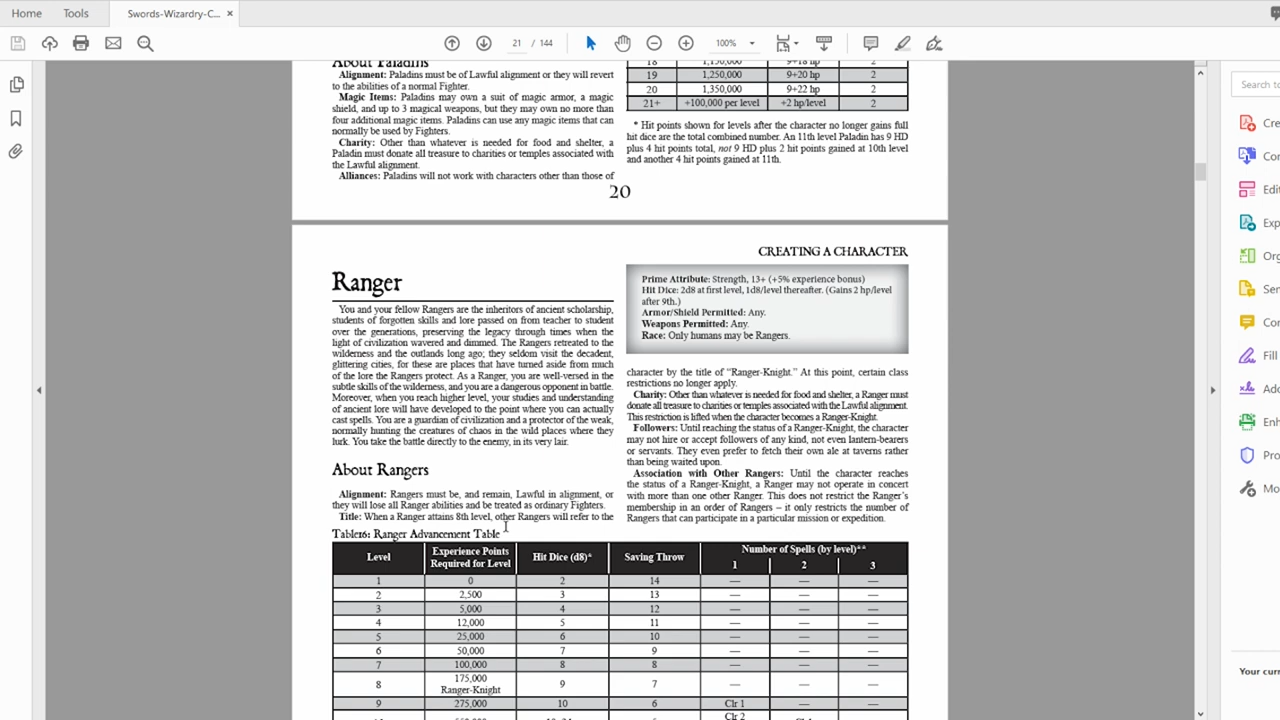 Home
Tools
Swords-Wizardry-C...
21 / 144
100%
Search to
About Paladins
Alignment: Paladins must be of Lawful alignment or they will revert
to the abilities of a normal Fighter.
Magic Items: Paladins may own a suit of magic armor, a magic
shield, and up to 3 magical weapons, but they may own no more than
four additional magic items. Paladins can use any magic items that can
normally be used by Fighters.
Charity: Other than whatever is needed for food and shelter, a
Paladin must donate all treasure to charities or temples associated with
the Lawful alignment.
Alliances: Paladins will not work with characters other than those of
18 1,150,000 9+18 hp 2
19 1,250,000 9+20 hp 2
20 1,350,000 9+22 hp 2
21+ +100,000 per level +2 hp/level 2
* Hit points shown for levels after the character no longer gains full
hit dice are the total combined number. An 11th level Paladin has 9 HD
plus 4 hit points total, not 9 HD plus 2 hit points gained at 10th level
and another 4 hit points gained at 11th.
20
CREATING A CHARACTER
Ranger
You and your fellow Rangers are the inheritors of ancient scholarship,
students of forgotten skills and lore passed on from teacher to student
over the generations, preserving the legacy through times when the
light of civilization wavered and dimmed. The Rangers retreated to the
wilderness and the outlands long ago; they seldom visit the decadent,
glittering cities, for these are places that have turned aside from much
of the lore the Rangers protect. As a Ranger, you are well-versed in the
subtle skills of the wilderness, and you are a dangerous opponent in battle.
Moreover, when you reach higher level, your studies and understanding
of ancient lore will have developed to the point where you can actually
cast spells. You are a guardian of civilization and a protector of the weak,
normally hunting the creatures of chaos in the wild places where they
lurk. You take the battle directly to the enemy, in its very lair.
About Rangers
Alignment: Rangers must be, and remain, Lawful in alignment, or
they will lose all Ranger abilities and be treated as ordinary Fighters.
Title: When a Ranger attains 8th level, other Rangers will refer to the
Prime Attribute: Strength, 13+ (+5% experience bonus)
Hit Dice: 2d8 at first level, 1d8/level thereafter. (Gains 2 hp/level
after 9th.)
Armor/Shield Permitted: Any.
Weapons Permitted: Any.
Race: Only humans may be Rangers.
character by the title of “Ranger-Knight.” At this point, certain class
restrictions no longer apply.
Charity: Other than whatever is needed for food and shelter, a Ranger must
donate all treasure to charities or temples associated with the Lawful alignment.
This restriction is lifted when the character becomes a Ranger-Knight.
Followers: Until reaching the status of a Ranger-Knight, the character
may not hire or accept followers of any kind, not even lantern-bearers
or servants. They even prefer to fetch their own ale at taverns rather
than being waited upon.
Association with Other Rangers: Until the character reaches
the status of a Ranger-Knight, a Ranger may not operate in concert
with more than one other Ranger. This does not restrict the Ranger’s
membership in an order of Rangers – it only restricts the number of
Rangers that can participate in a particular mission or expedition.
Table16: Ranger Advancement Table
Level Experience Points Required for Level Hit Dice (d8)* Saving Throw Number of Spells (by level)**
1 2 3
1 0 2 14 — — —
2 2,500 3 13 — — —
3 5,000 4 12 — — —
4 12,000 5 11 — — —
5 25,000 6 10 — — —
6 50,000 7 9 — — —
7 100,000 8 8 — — —
8 175,000 Ranger-Knight 9 7 — — —
9 275,000 10 6 Clr 1 — —
Clr 2
Cre
Con
Edit
Exp
Org
Sen
Con
Fill
Add
Enh
Pro
Mo
Your curr